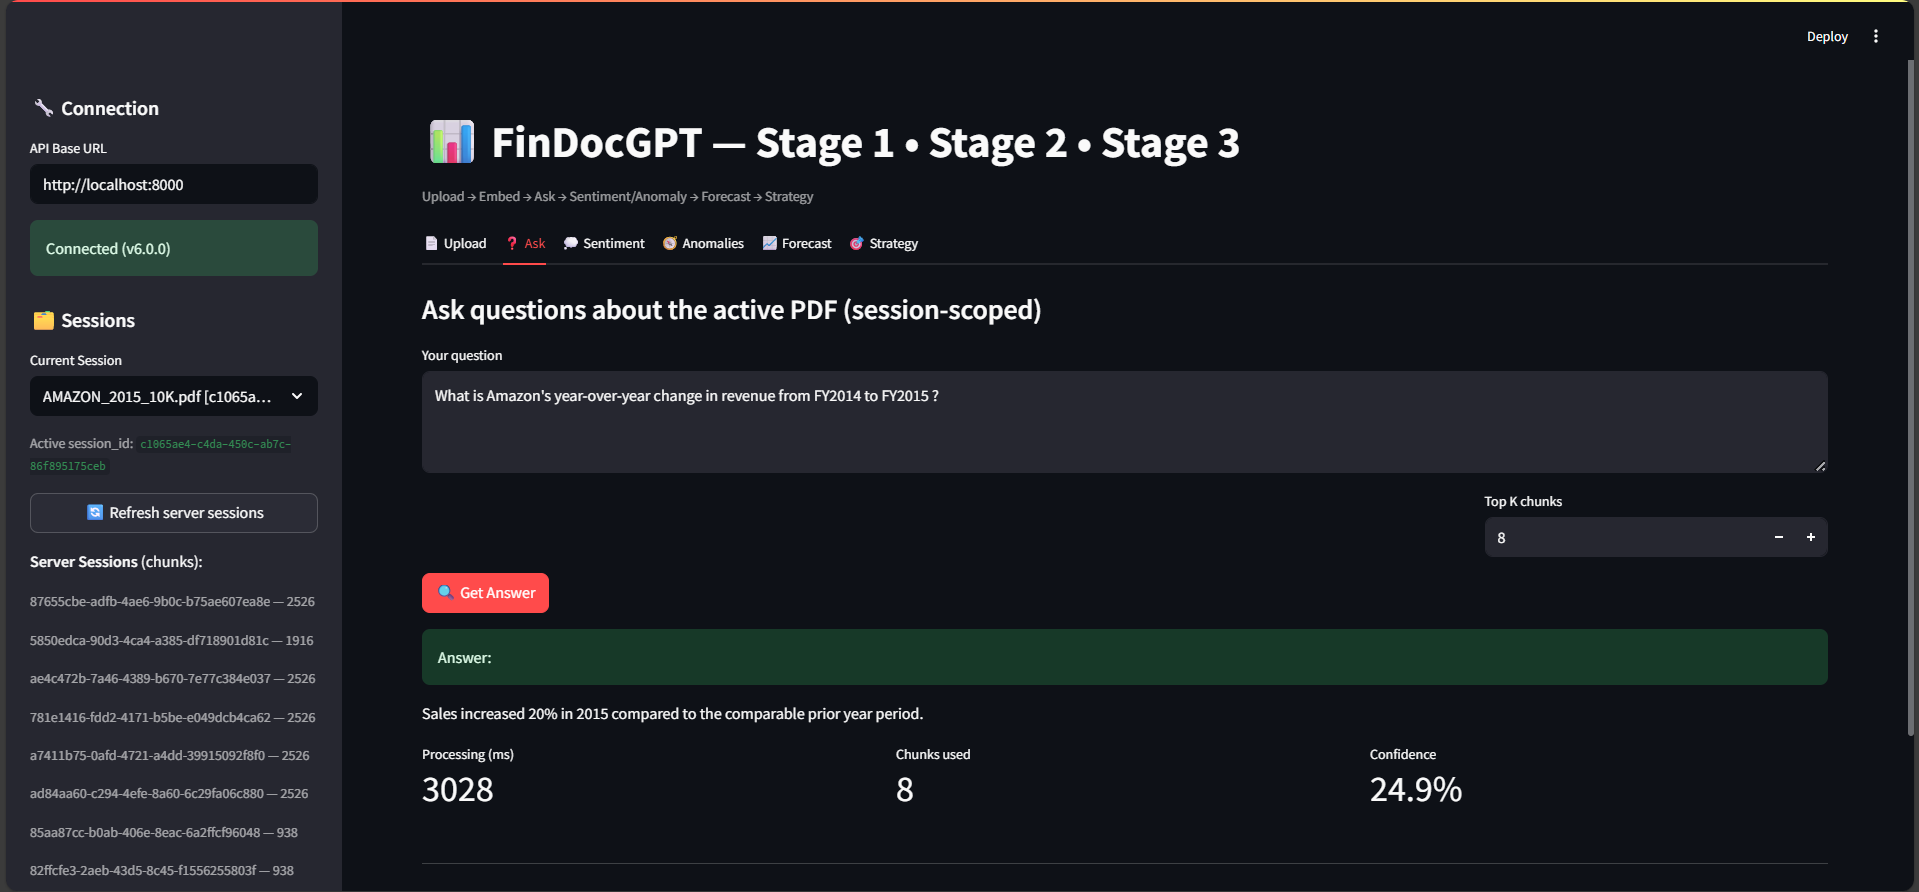 Deploy
Connection
API Base URL
http://localhost:8000
Connected (v6.0.0)
Sessions
Current Session
AMAZON_2015_10K.pdf [c1065a...
Active session_id: c1065ae4-c4da-450c-ab7c-
86f895175ceb
Refresh server sessions
Server Sessions (chunks):
87655cbe-adfb-4ae6-9b0c-b75ae607ea8e — 2526
5850edca-90d3-4ca4-a385-df718901d81c — 1916
ae4c472b-7a46-4389-b670-7e77c384e037 — 2526
781e1416-fdd2-4171-b5be-e049dcb4ca62 — 2526
a7411b75-0afd-4721-a4dd-39915092f8f0 — 2526
ad84aa60-c294-4efe-8a60-6c29fa06c880 — 2526
85aa87cc-b0ab-406e-8eac-6a2ffcf96048 — 938
82ffcfe3-2aeb-43d5-8c45-f1556255803f — 938
FinDocGPT — Stage 1 • Stage 2 • Stage 3
Upload → Embed → Ask → Sentiment/Anomaly → Forecast → Strategy
Upload Ask Sentiment Anomalies Forecast Strategy
Ask questions about the active PDF (session-scoped)
Your question
What is Amazon's year-over-year change in revenue from FY2014 to FY2015 ?
Top K chunks
8 − +
Get Answer
Answer:
Sales increased 20% in 2015 compared to the comparable prior year period.
Processing (ms) Chunks used Confidence
3028 8 24.9%